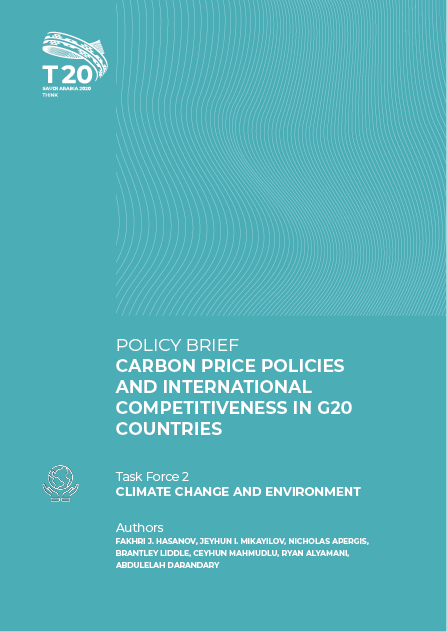 T20
SAUDI ARABIA 2020
THINK
POLICY BRIEF
CARBON PRICE POLICIES
AND INTERNATIONAL
COMPETITIVENESS IN G20
COUNTRIES
Task Force 2
CLIMATE CHANGE AND ENVIRONMENT
Authors
FAKHRI J. HASANOV, JEYHUN I. MIKAYILOV, NICHOLAS APERGIS,
BRANTLEY LIDDLE, CEYHUN MAHMUDLU, RYAN ALYAMANI,
ABDULELAH DARANDARY